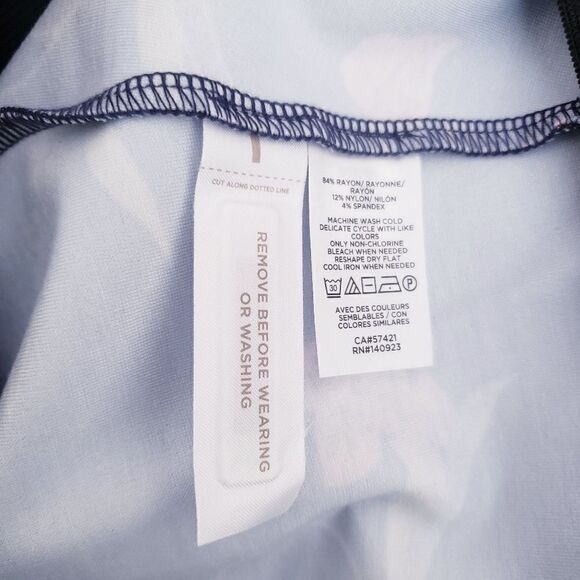 CUT ALONG DOTTED LINE
REMOVE BEFORE WEARING
OR WASHING
84% RAYON/ RAYONNE/
RAYÓN
12% NYLON/ NILÓN
4% SPANDEX
MACHINE WASH COLD
DELICATE CYCLE WITH LIKE
COLORS
ONLY NON-CHLORINE
BLEACH WHEN NEEDED
RESHAPE DRY FLAT
COOL IRON WHEN NEEDED
30 P
AVEC DES COULEURS
SEMBLABLES / CON
COLORES SIMILARES
CA#57421
RN#140923